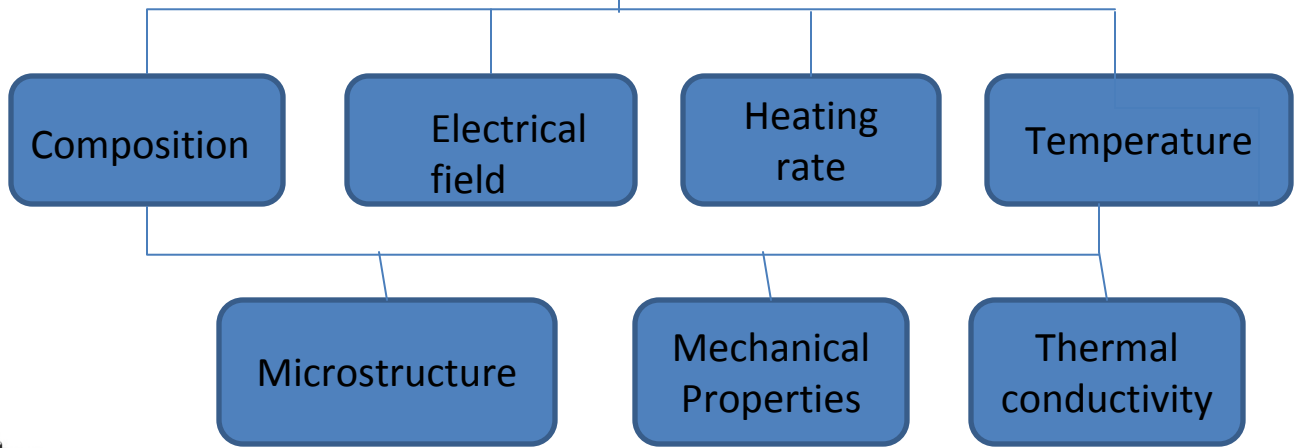 Composition
Electrical
field
Heating
rate
Temperature
Microstructure
Mechanical
Properties
Thermal
conductivity